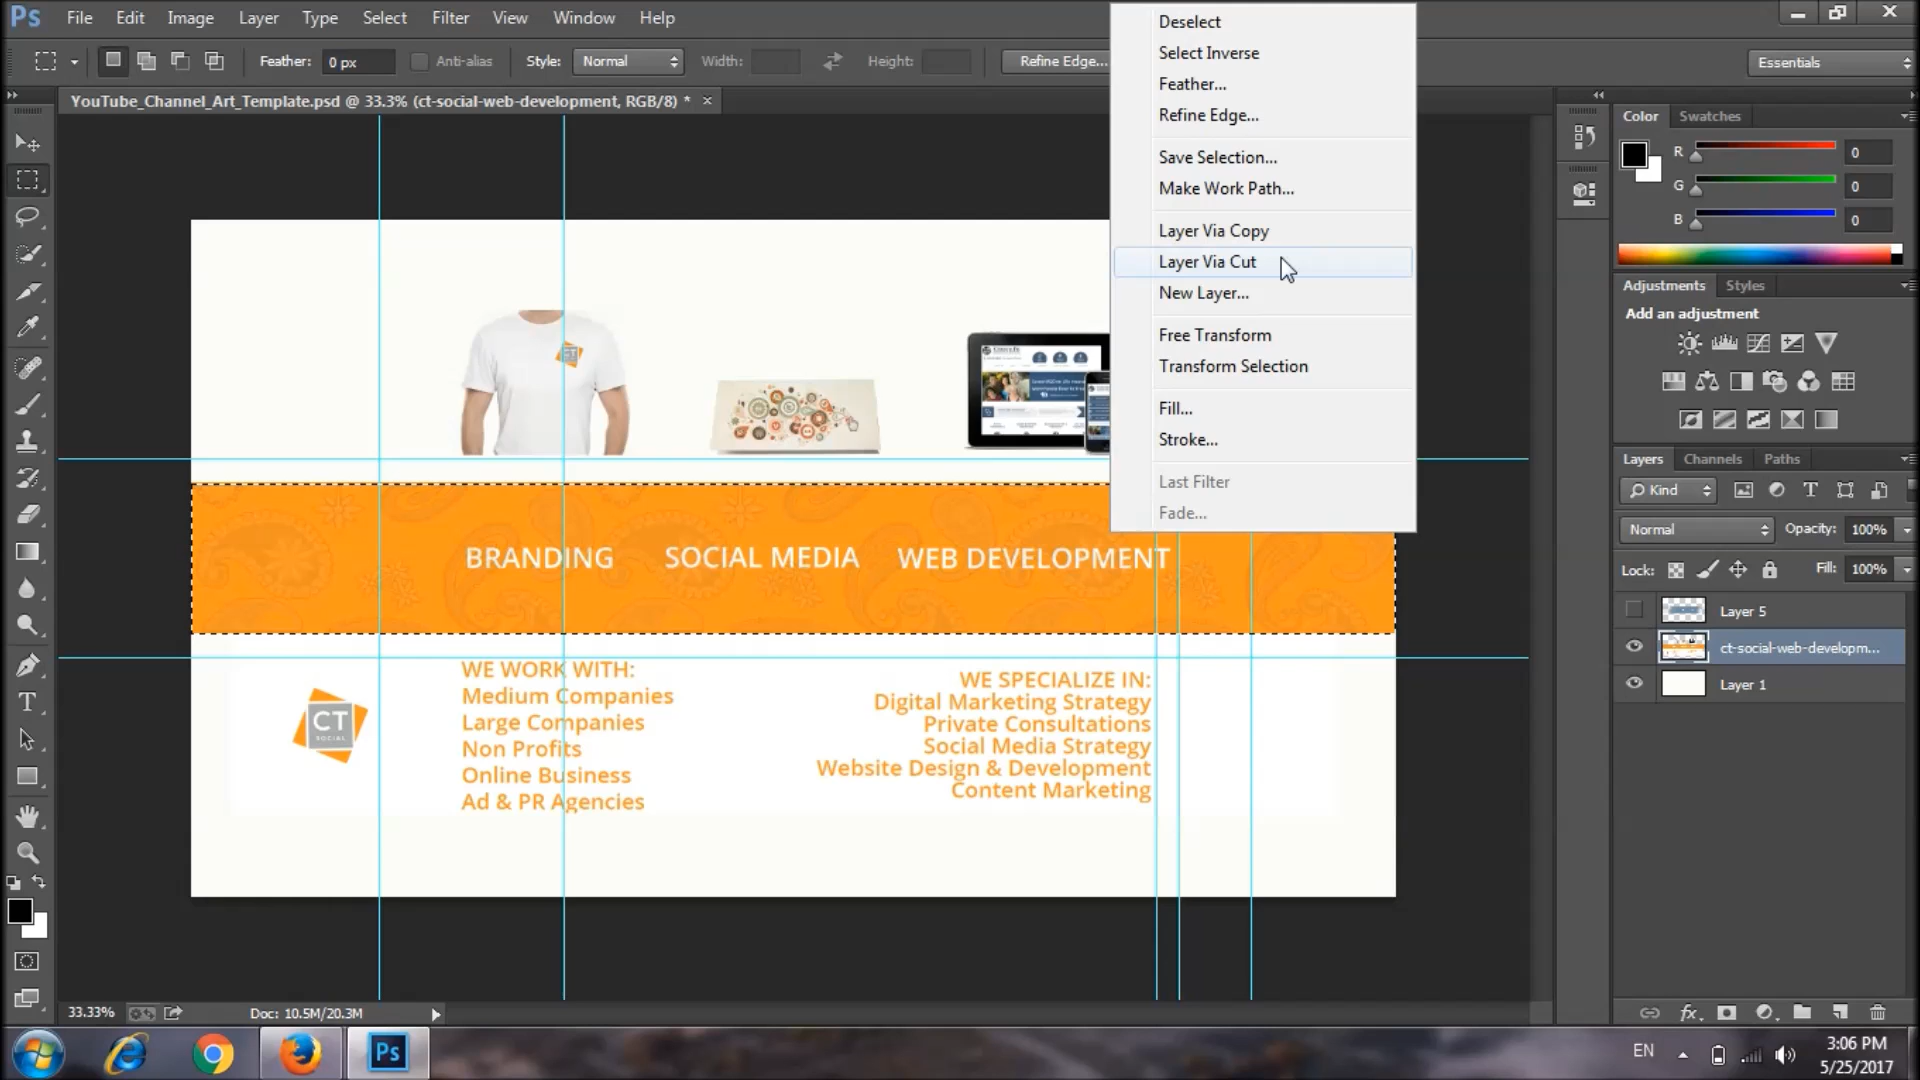 Ps File Edit Image Layer Type Select Filter View Window Help
Feather: 0 px Anti-alias Style: Normal Width: Height: Refine Edge... Essentials
YouTube_Channel_Art_Template.psd @ 33.3% (ct-social-web-development, RGB/8) * ×
Deselect
Select Inverse
Feather...
Refine Edge...
Save Selection...
Make Work Path...
Layer Via Copy
Layer Via Cut
New Layer...
Free Transform
Transform Selection
Fill...
Stroke...
Last Filter
Fade...
CT
BRANDING SOCIAL MEDIA WEB DEVELOPMENT
WE WORK WITH:
Medium Companies
Large Companies
Non Profits
Online Business
Ad & PR Agencies
CT
SOCIAL
WE SPECIALIZE IN:
Digital Marketing Strategy
Private Consultations
Social Media Strategy
Website Design & Development
Content Marketing
Color Swatches
R 0
G 0
B 0
Adjustments Styles
Add an adjustment
Layers Channels Paths
Kind
Normal Opacity: 100%
Lock: Fill: 100%
Layer 5
ct-social-web-developm...
Layer 1
33.33% Doc: 10.5M/20.3M
Ps
EN
3:06 PM
5/25/2017